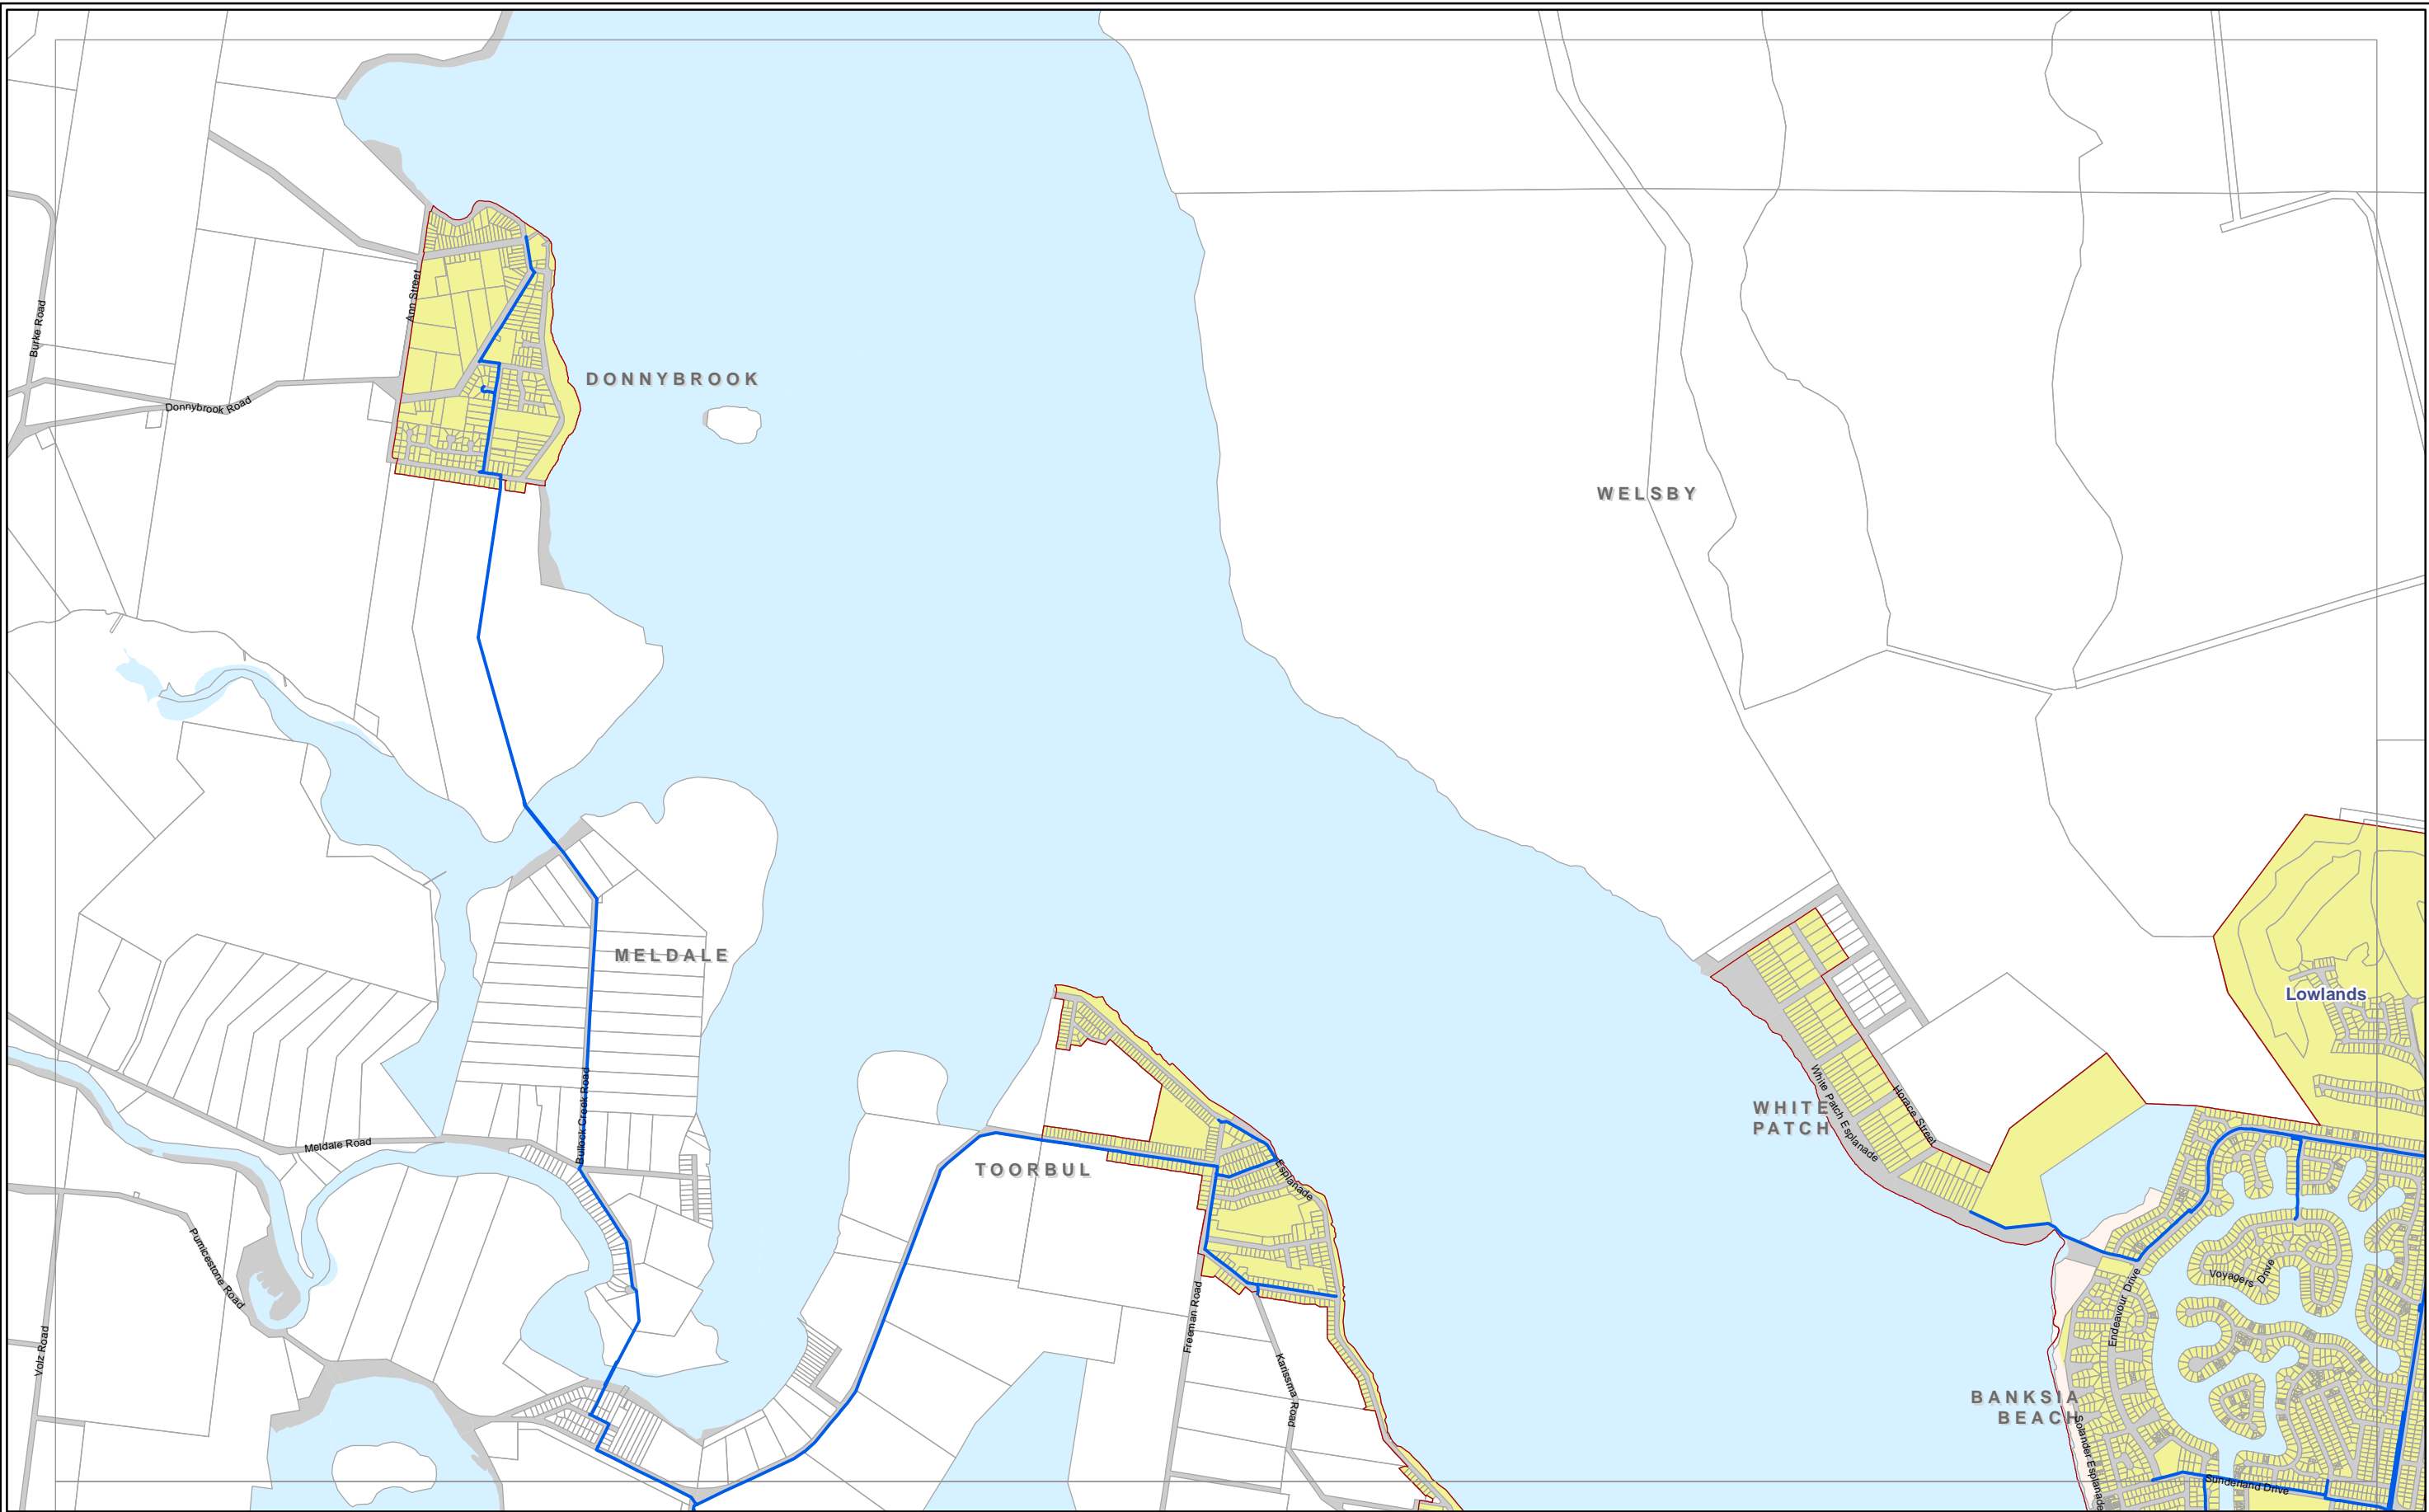 Ann Street
Burke Road
DONNYBROOK
Donnybrook Road
WELSBY
MELDALE
Lowlands
Bullock Creek Road
White Patch Esplanade
Horace Street
WHITE
PATCH
Meldale Road
TOORBUL
Esplanade
Pumicestone Road
Voyagers Drive
Endeavour Drive
Freeman Road
Volz Road
Karissma Road
BANKSIA
BEACH
Solander Esplanade
Sunderland Drive